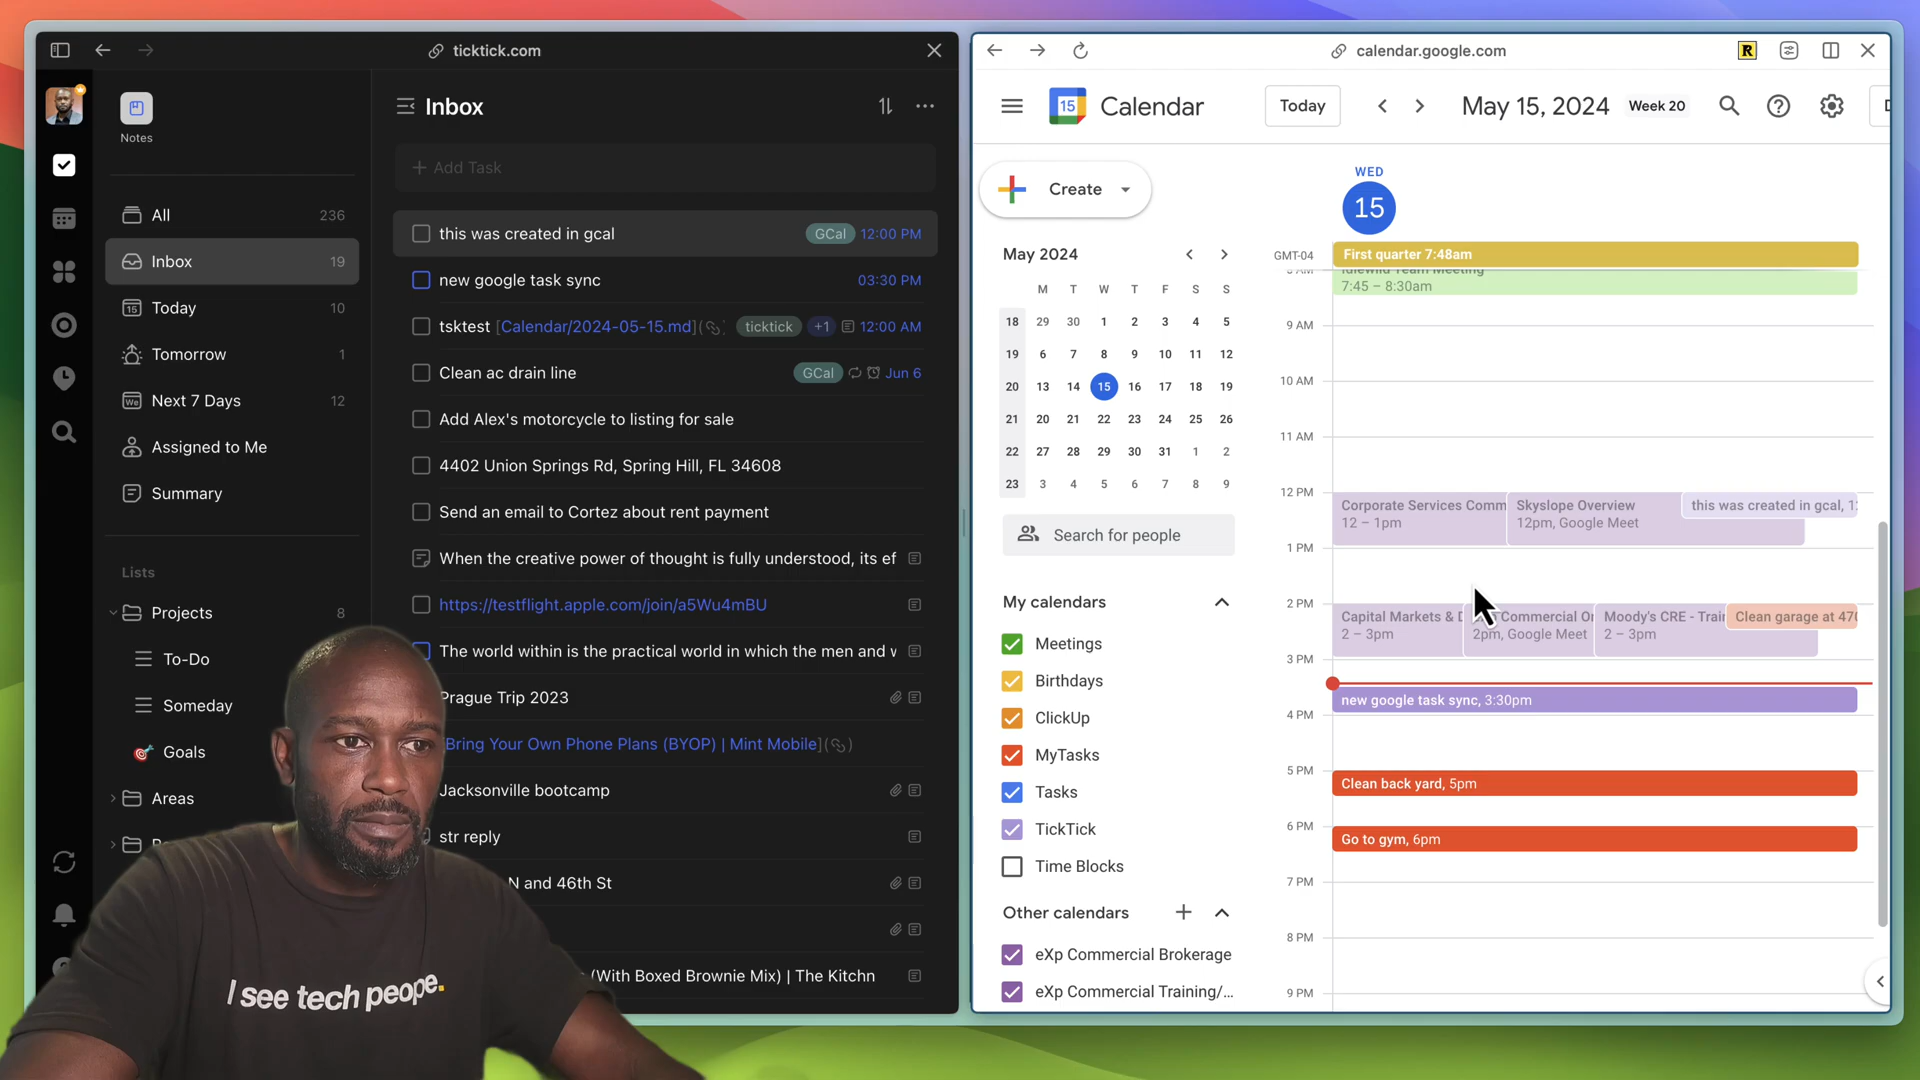 ticktick.com
Notes
All 236
Inbox 19
15 Today 10
Tomorrow 1
We Next 7 Days 12
Assigned to Me
Summary
Lists
Projects 8
To-Do
Someday
Goals
Areas
Inbox
+ Add Task
this was created in gcal GCal 12:00 PM
new google task sync 03:30 PM
tsktest [Calendar/2024-05-15.md]( ticktick +1 12:00 AM
Clean ac drain line GCal Jun 6
Add Alex's motorcycle to listing for sale
4402 Union Springs Rd, Spring Hill, FL 34608
Send an email to Cortez about rent payment
When the creative power of thought is fully understood, its ef
https://testflight.apple.com/join/a5Wu4mBU
The world within is the practical world in which the men and v
Prague Trip 2023
Bring Your Own Phone Plans (BYOP) | Mint Mobile]( )
Jacksonville bootcamp
str reply
N and 46th St
(With Boxed Brownie Mix) | The Kitchn
I see tech peope.
calendar.google.com
R
15 Calendar
Today
May 15, 2024 Week 20
Create
May 2024
M T W T F S S
18 29 30 1 2 3 4 5
19 6 7 8 9 10 11 12
20 13 14 15 16 17 18 19
21 20 21 22 23 24 25 26
22 27 28 29 30 31 1 2
23 3 4 5 6 7 8 9
Search for people
My calendars
Meetings
Birthdays
ClickUp
MyTasks
Tasks
TickTick
Time Blocks
Other calendars
eXp Commercial Brokerage
eXp Commercial Training/...
WED
15
GMT-04
First quarter 7:48am
Idlewild Team Meeting
7:45 – 8:30am
9 AM
10 AM
11 AM
12 PM
Corporate Services Comm
12 – 1pm
Skyslope Overview
12pm, Google Meet
this was created in gcal, 1
1 PM
2 PM
Capital Markets &
2 – 3pm
Commercial
2pm, Google Meet
Moody's CRE - Trai
2 – 3pm
Clean garage at 470
3 PM
new google task sync, 3:30pm
4 PM
5 PM
Clean back yard, 5pm
6 PM
Go to gym, 6pm
7 PM
8 PM
9 PM